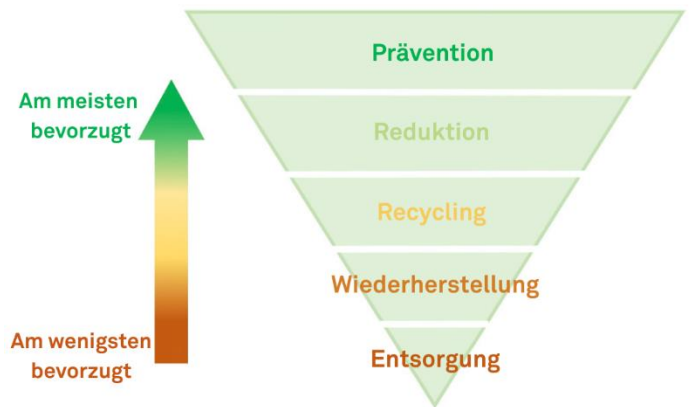 Prävention
Am meisten
bevorzugt
Reduktion
Recycling
Wiederherstellung
Am wenigsten
bevorzugt
Entsorgung